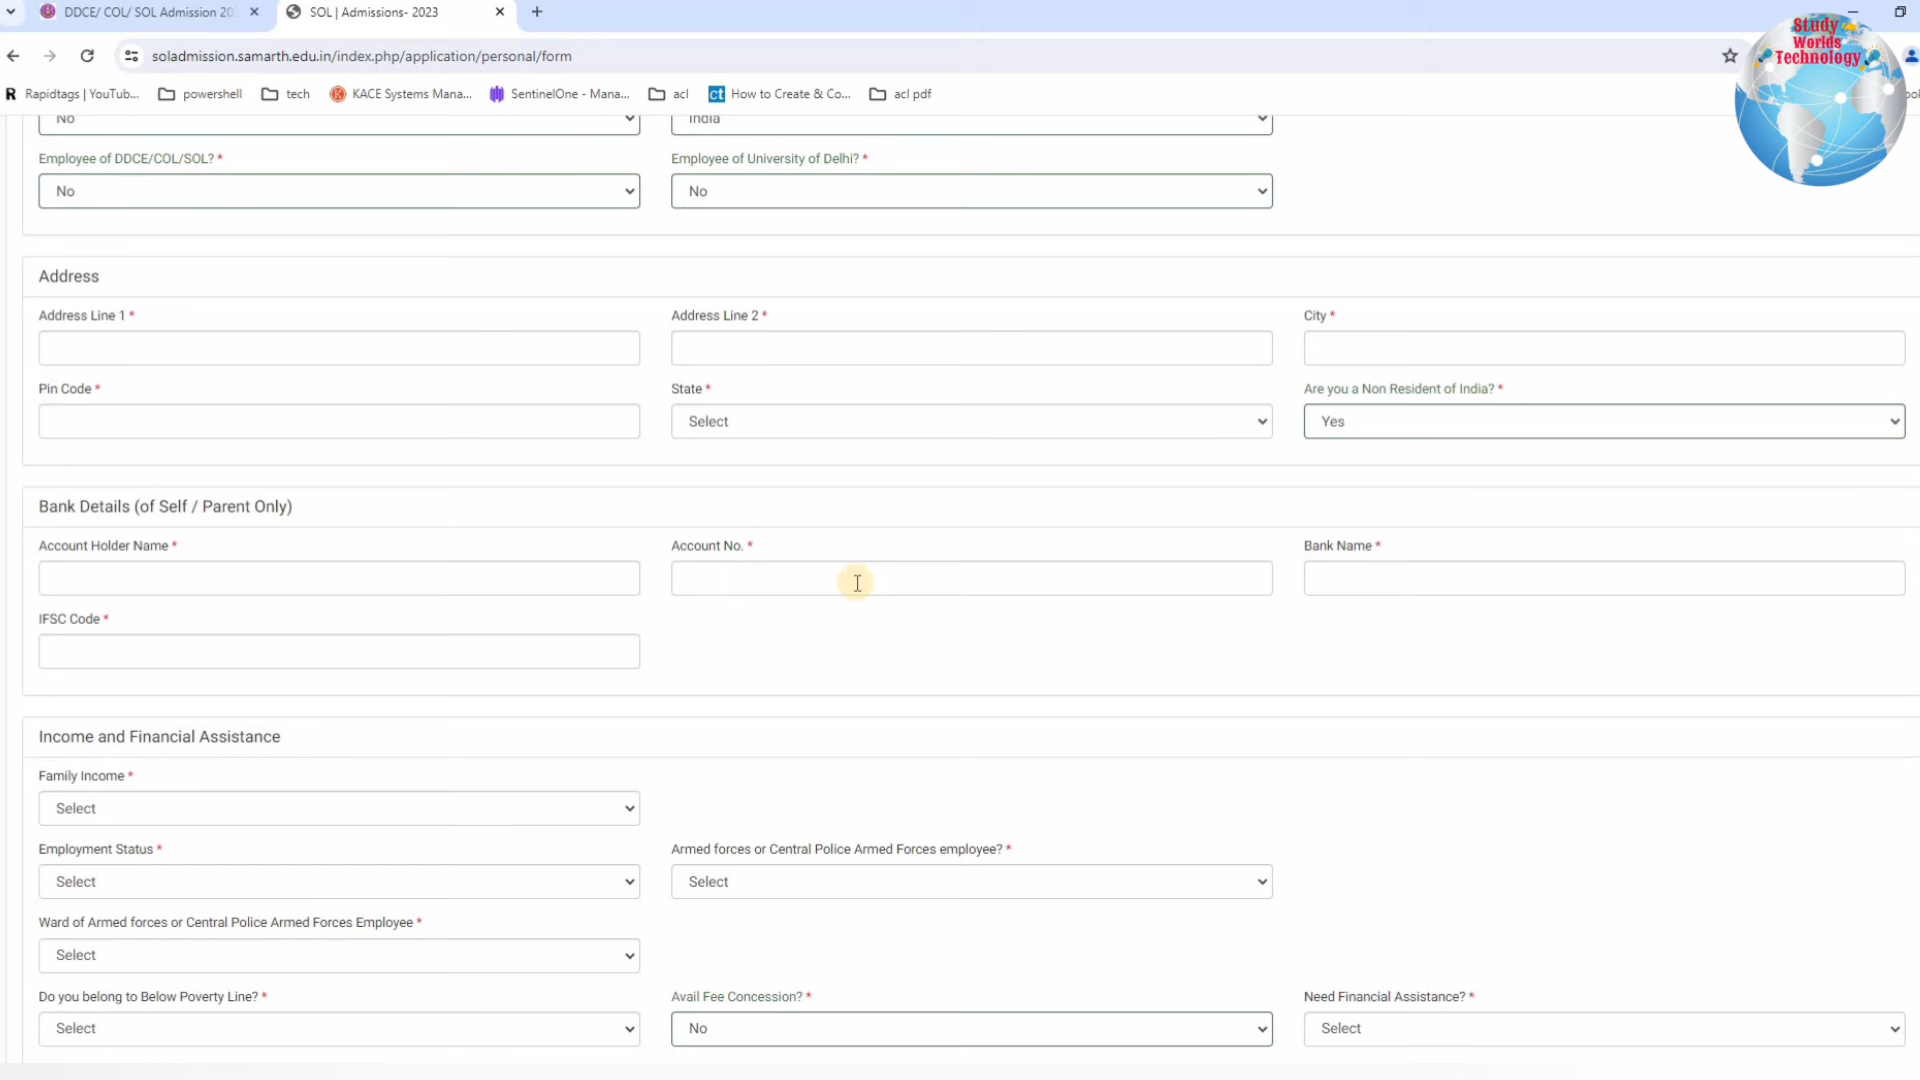 DDCE/ COL/ SOL Admission 20
SOL | Admissions- 2023
soladmission.samarth.edu.in/index.php/application/personal/form
Rapidtags | YouTub...
powershell
tech
KACE Systems Mana...
SentinelOne - Mana...
acl
How to Create & Co...
acl pdf
Study
Worlds
Technology
No
India
Employee of DDCE/COL/SOL? *
Employee of University of Delhi? *
No
No
Address
Address Line 1 *
Address Line 2 *
City *
Pin Code *
State *
Are you a Non Resident of India? *
Select
Yes
Bank Details (of Self / Parent Only)
Account Holder Name *
Account No. *
Bank Name *
IFSC Code *
Income and Financial Assistance
Family Income *
Select
Employment Status *
Armed forces or Central Police Armed Forces employee? *
Select
Select
Ward of Armed forces or Central Police Armed Forces Employee *
Select
Do you belong to Below Poverty Line? *
Avail Fee Concession? *
Need Financial Assistance? *
Select
No
Select